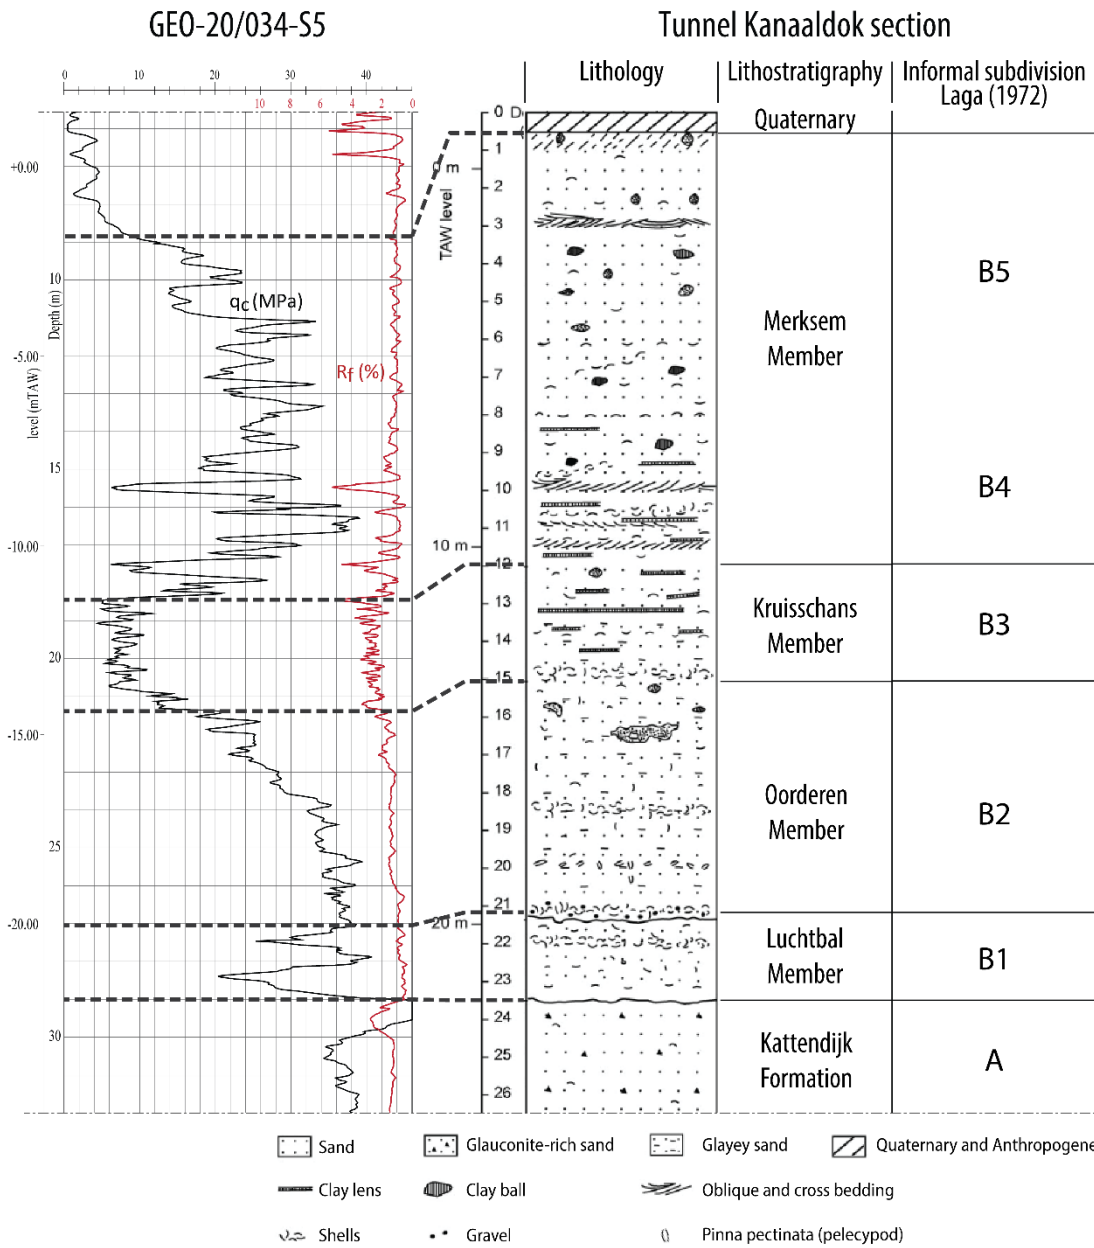 GEO-20/034-S5
Tunnel Kanaaldok section
Lithology
Lithostratigraphy
Informal subdivision
Laga (1972)
0 10 20 30 40
10 8 6 4 2 0
+0.00
-5.00
-10.00
-15.00
-20.00
level (mTAW)
Depth (m)
10
15
20
25
30
qc (MPa)
Rf (%)
TAW level
0 m
10 m
20 m
0 D
1
2
3
4
5
6
7
8
9
10
11
12
13
14
15
16
17
18
19
20
21
22
23
24
25
26
Quaternary
Merksem
Member
B5
B4
Kruisschans
Member
B3
Oorderen
Member
B2
Luchtbal
Member
B1
Kattendijk
Formation
A
Sand
Glauconite-rich sand
Glayey sand
Quaternary and Anthropogene
Clay lens
Clay ball
Oblique and cross bedding
Shells
Gravel
Pinna pectinata (pelecypod)